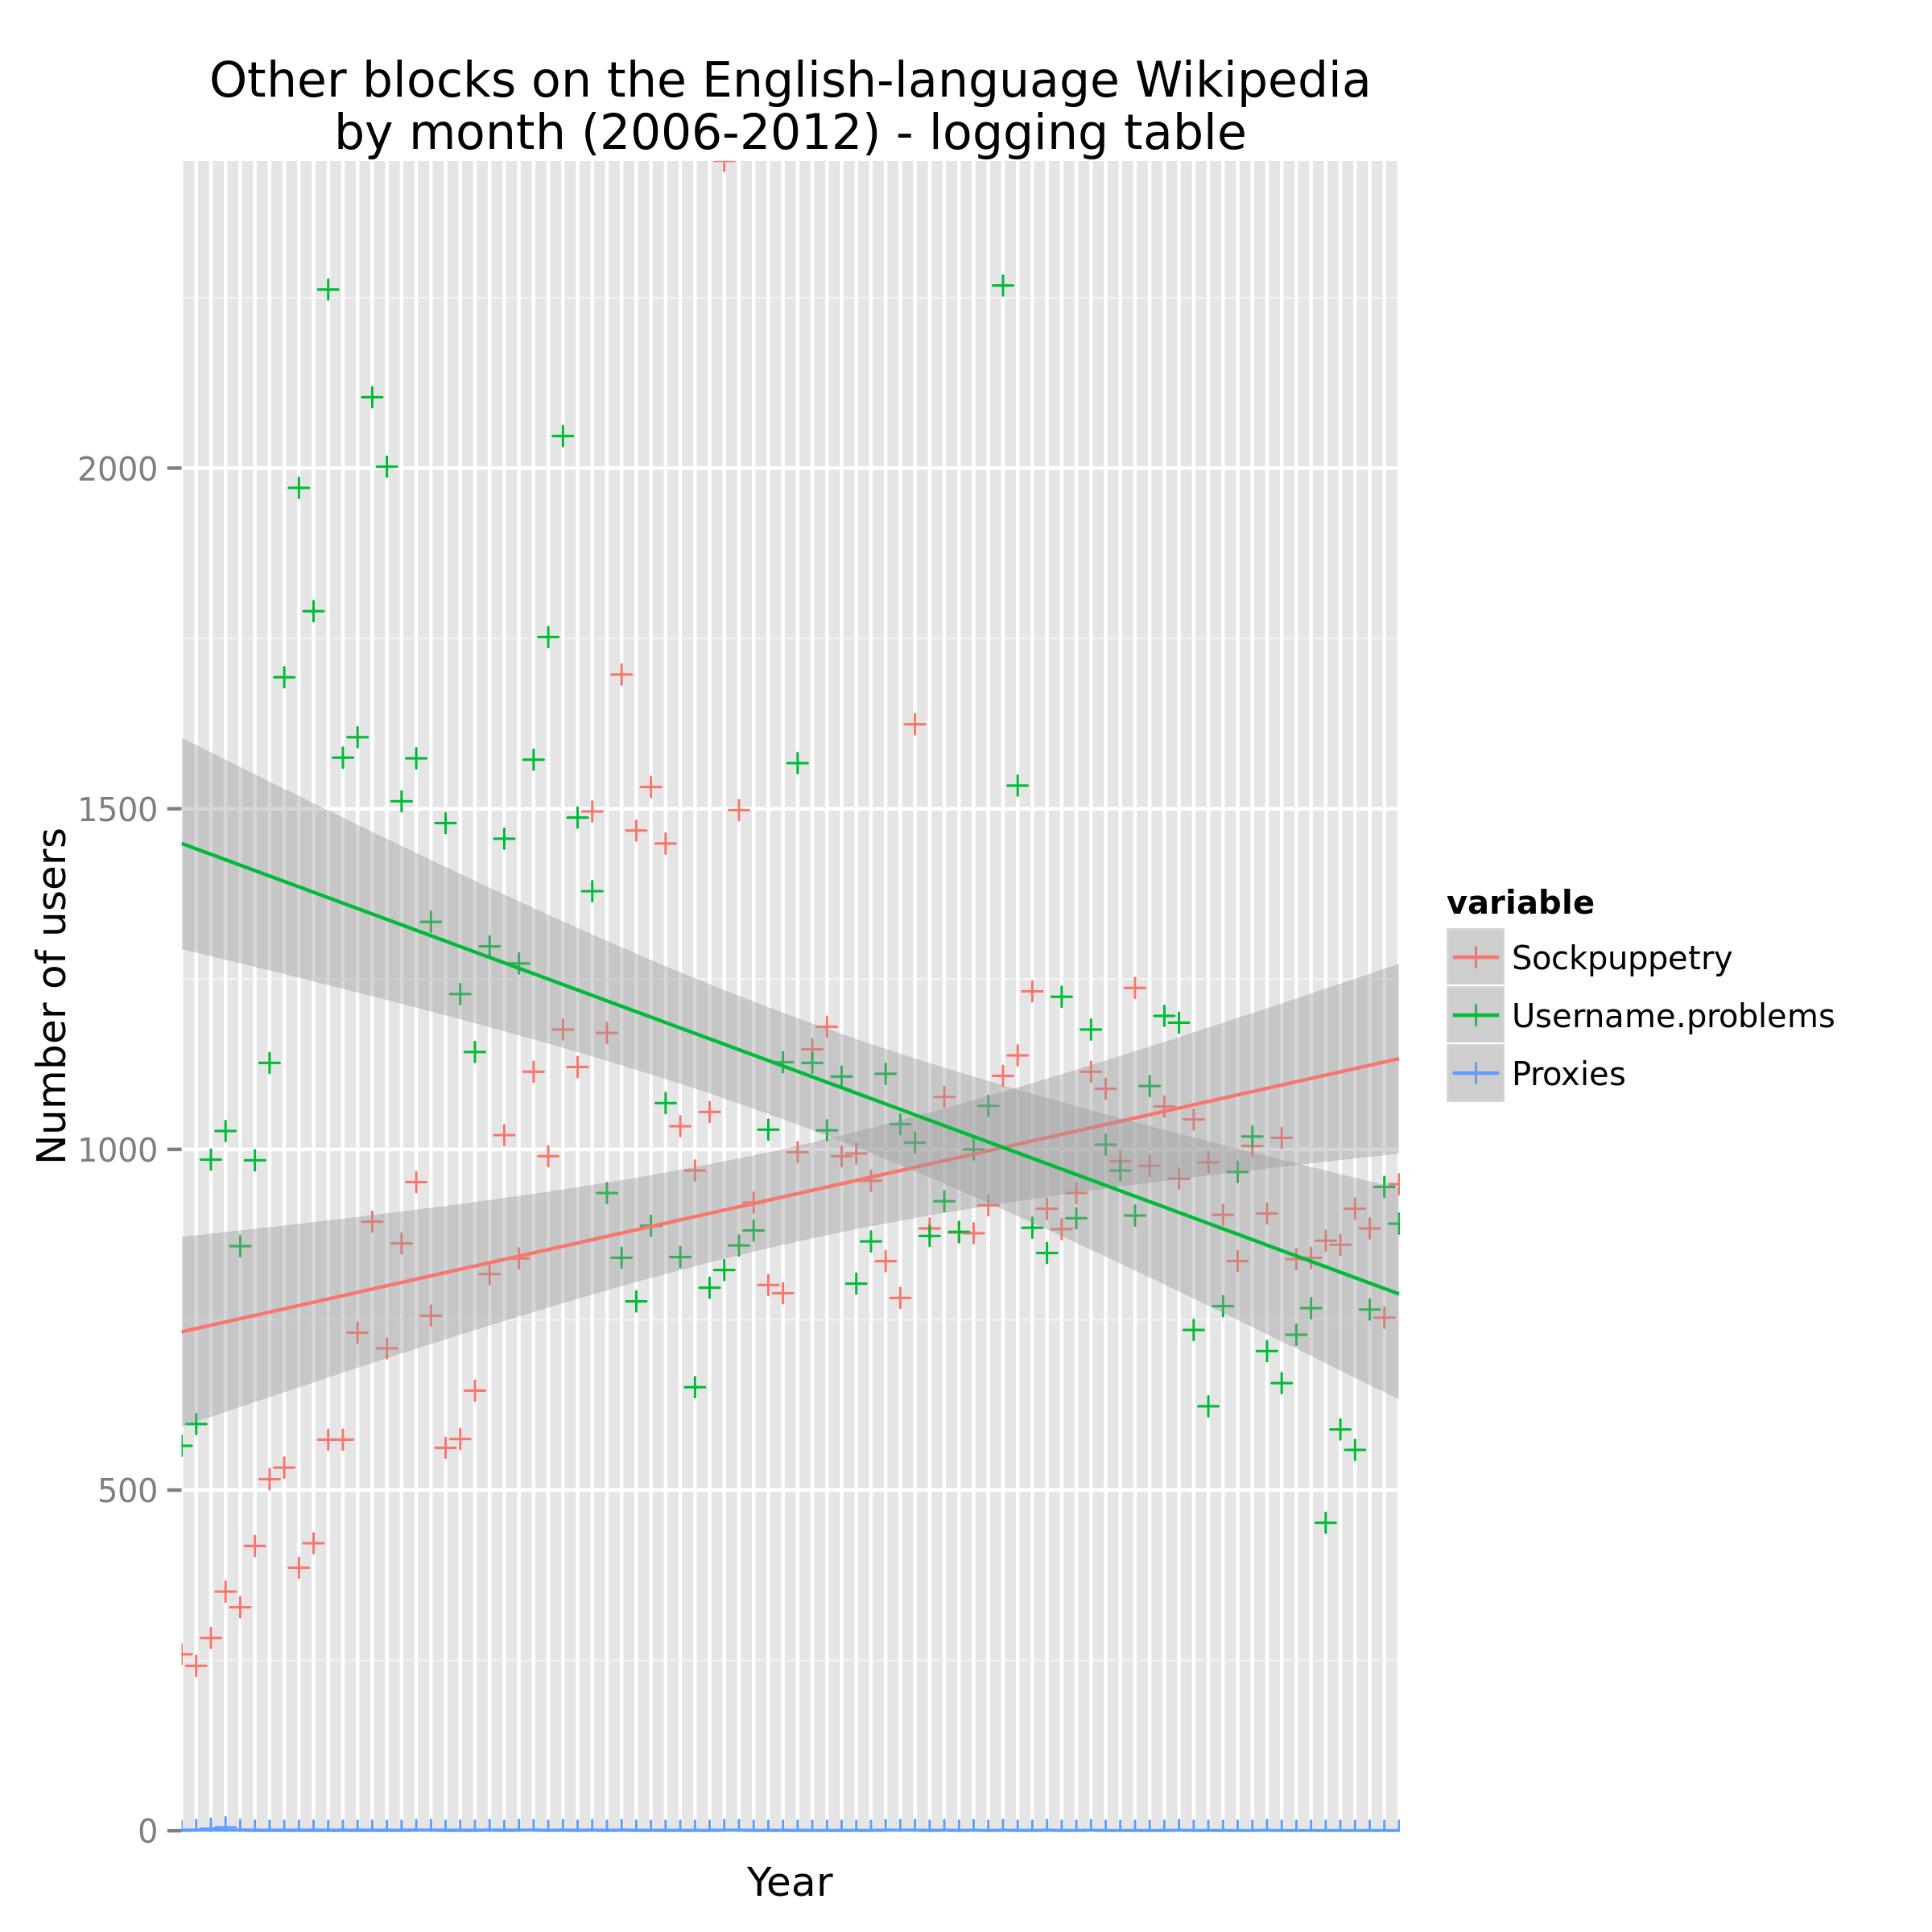 Other blocks on the English-language Wikipedia
by month (2006-2012) - logging table
2000
1500
1000
500
0
Number of users
Year
variable
Sockpuppetry
Username.problems
Proxies